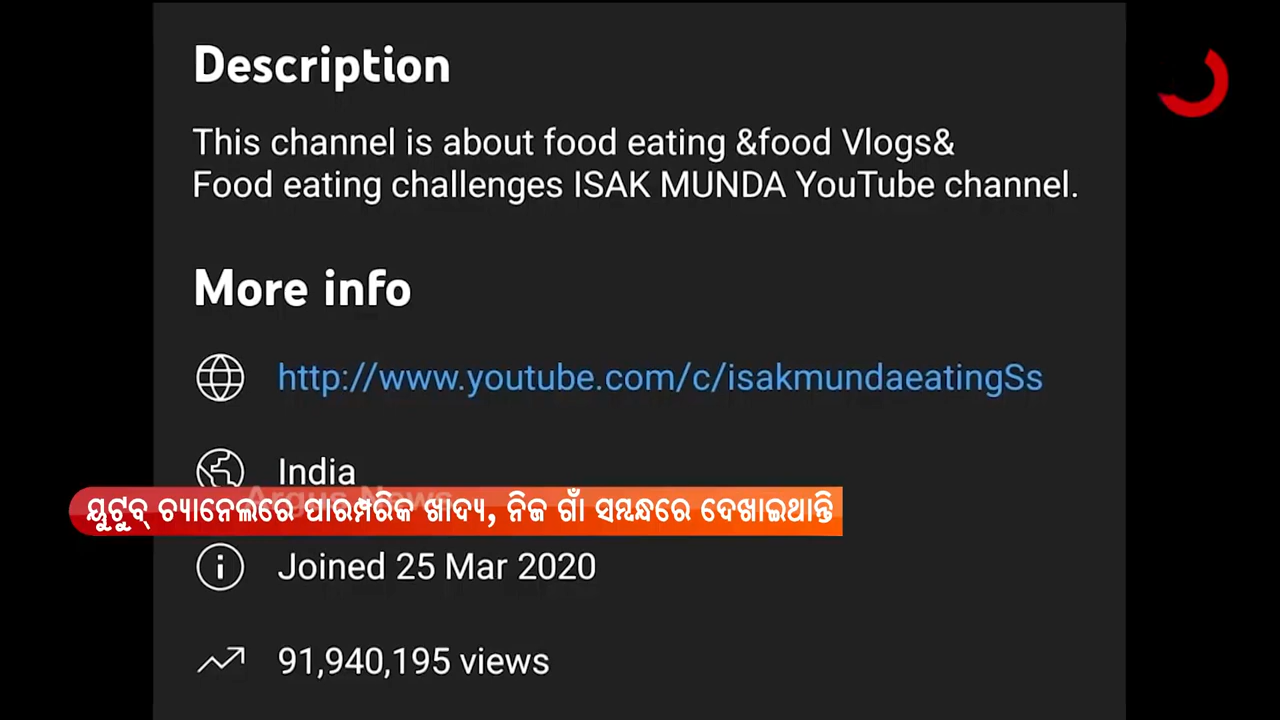 Description
This channel is about food eating &food Vlogs&
Food eating challenges ISAK MUNDA YouTube channel.
More info
http://www.youtube.com/c/isakmundaeatingSs
India
Argus News
ୟୁଟୁବ୍ ଚ୍ୟାନେଲରେ ପାରମ୍ପରିକ ଖାଦ୍ୟ, ନିଜ ଗାଁ ସମ୍ବନ୍ଧରେ ଦେଖାଇଥାନ୍ତି
Joined 25 Mar 2020
91,940,195 views